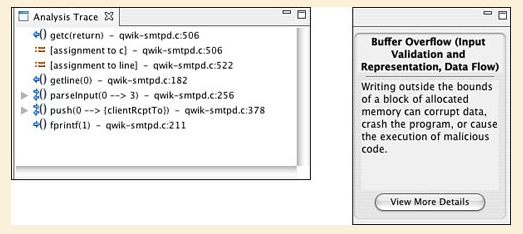 Analysis Trace
getc(return) - qwik-smtpd.c:506
[assignment to c] - qwik-smtpd.c:506
[assignment to line] - qwik-smtpd.c:522
getline(0) - qwik-smtpd.c:182
parseInput(0 --> 3) - qwik-smtpd.c:256
push(0 --> {clientRcptTo}) - qwik-smtpd.c:378
fprintf(1) - qwik-smtpd.c:211
Buffer Overflow (Input
Validation and
Representation, Data Flow)
Writing outside the bounds
of a block of allocated
memory can corrupt data,
crash the program, or cause
the execution of malicious
code.
View More Details